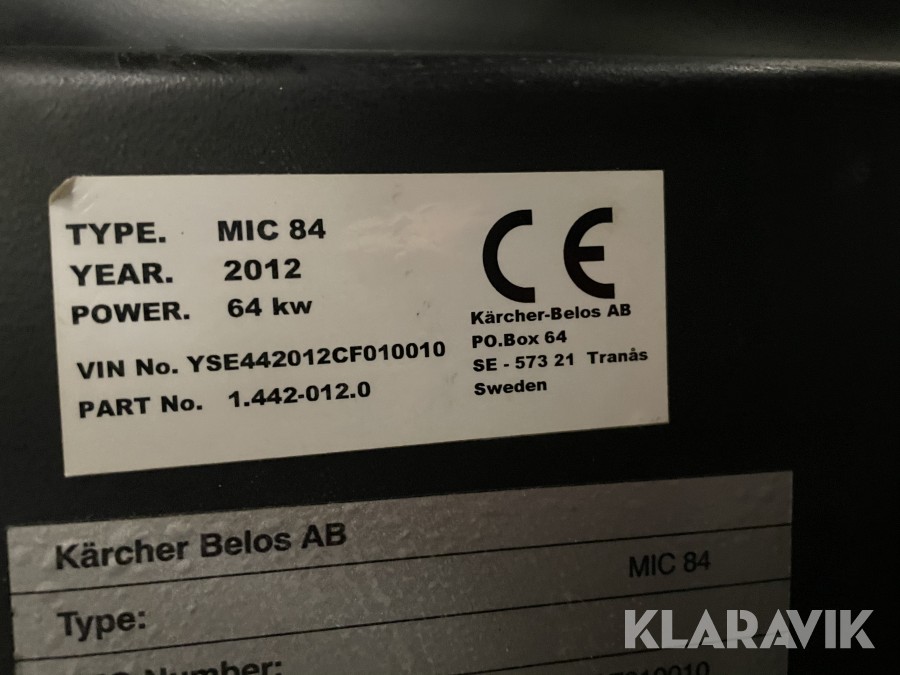 TYPE. MIC 84
YEAR. 2012
POWER. 64 kw
VIN No. YSE442012CF010010
PART No. 1.442-012.0
CE
Kärcher-Belos AB
PO.Box 64
SE - 573 21 Tranås
Sweden
Kärcher Belos AB
MIC 84
Type:
Number:
KLARAVIK